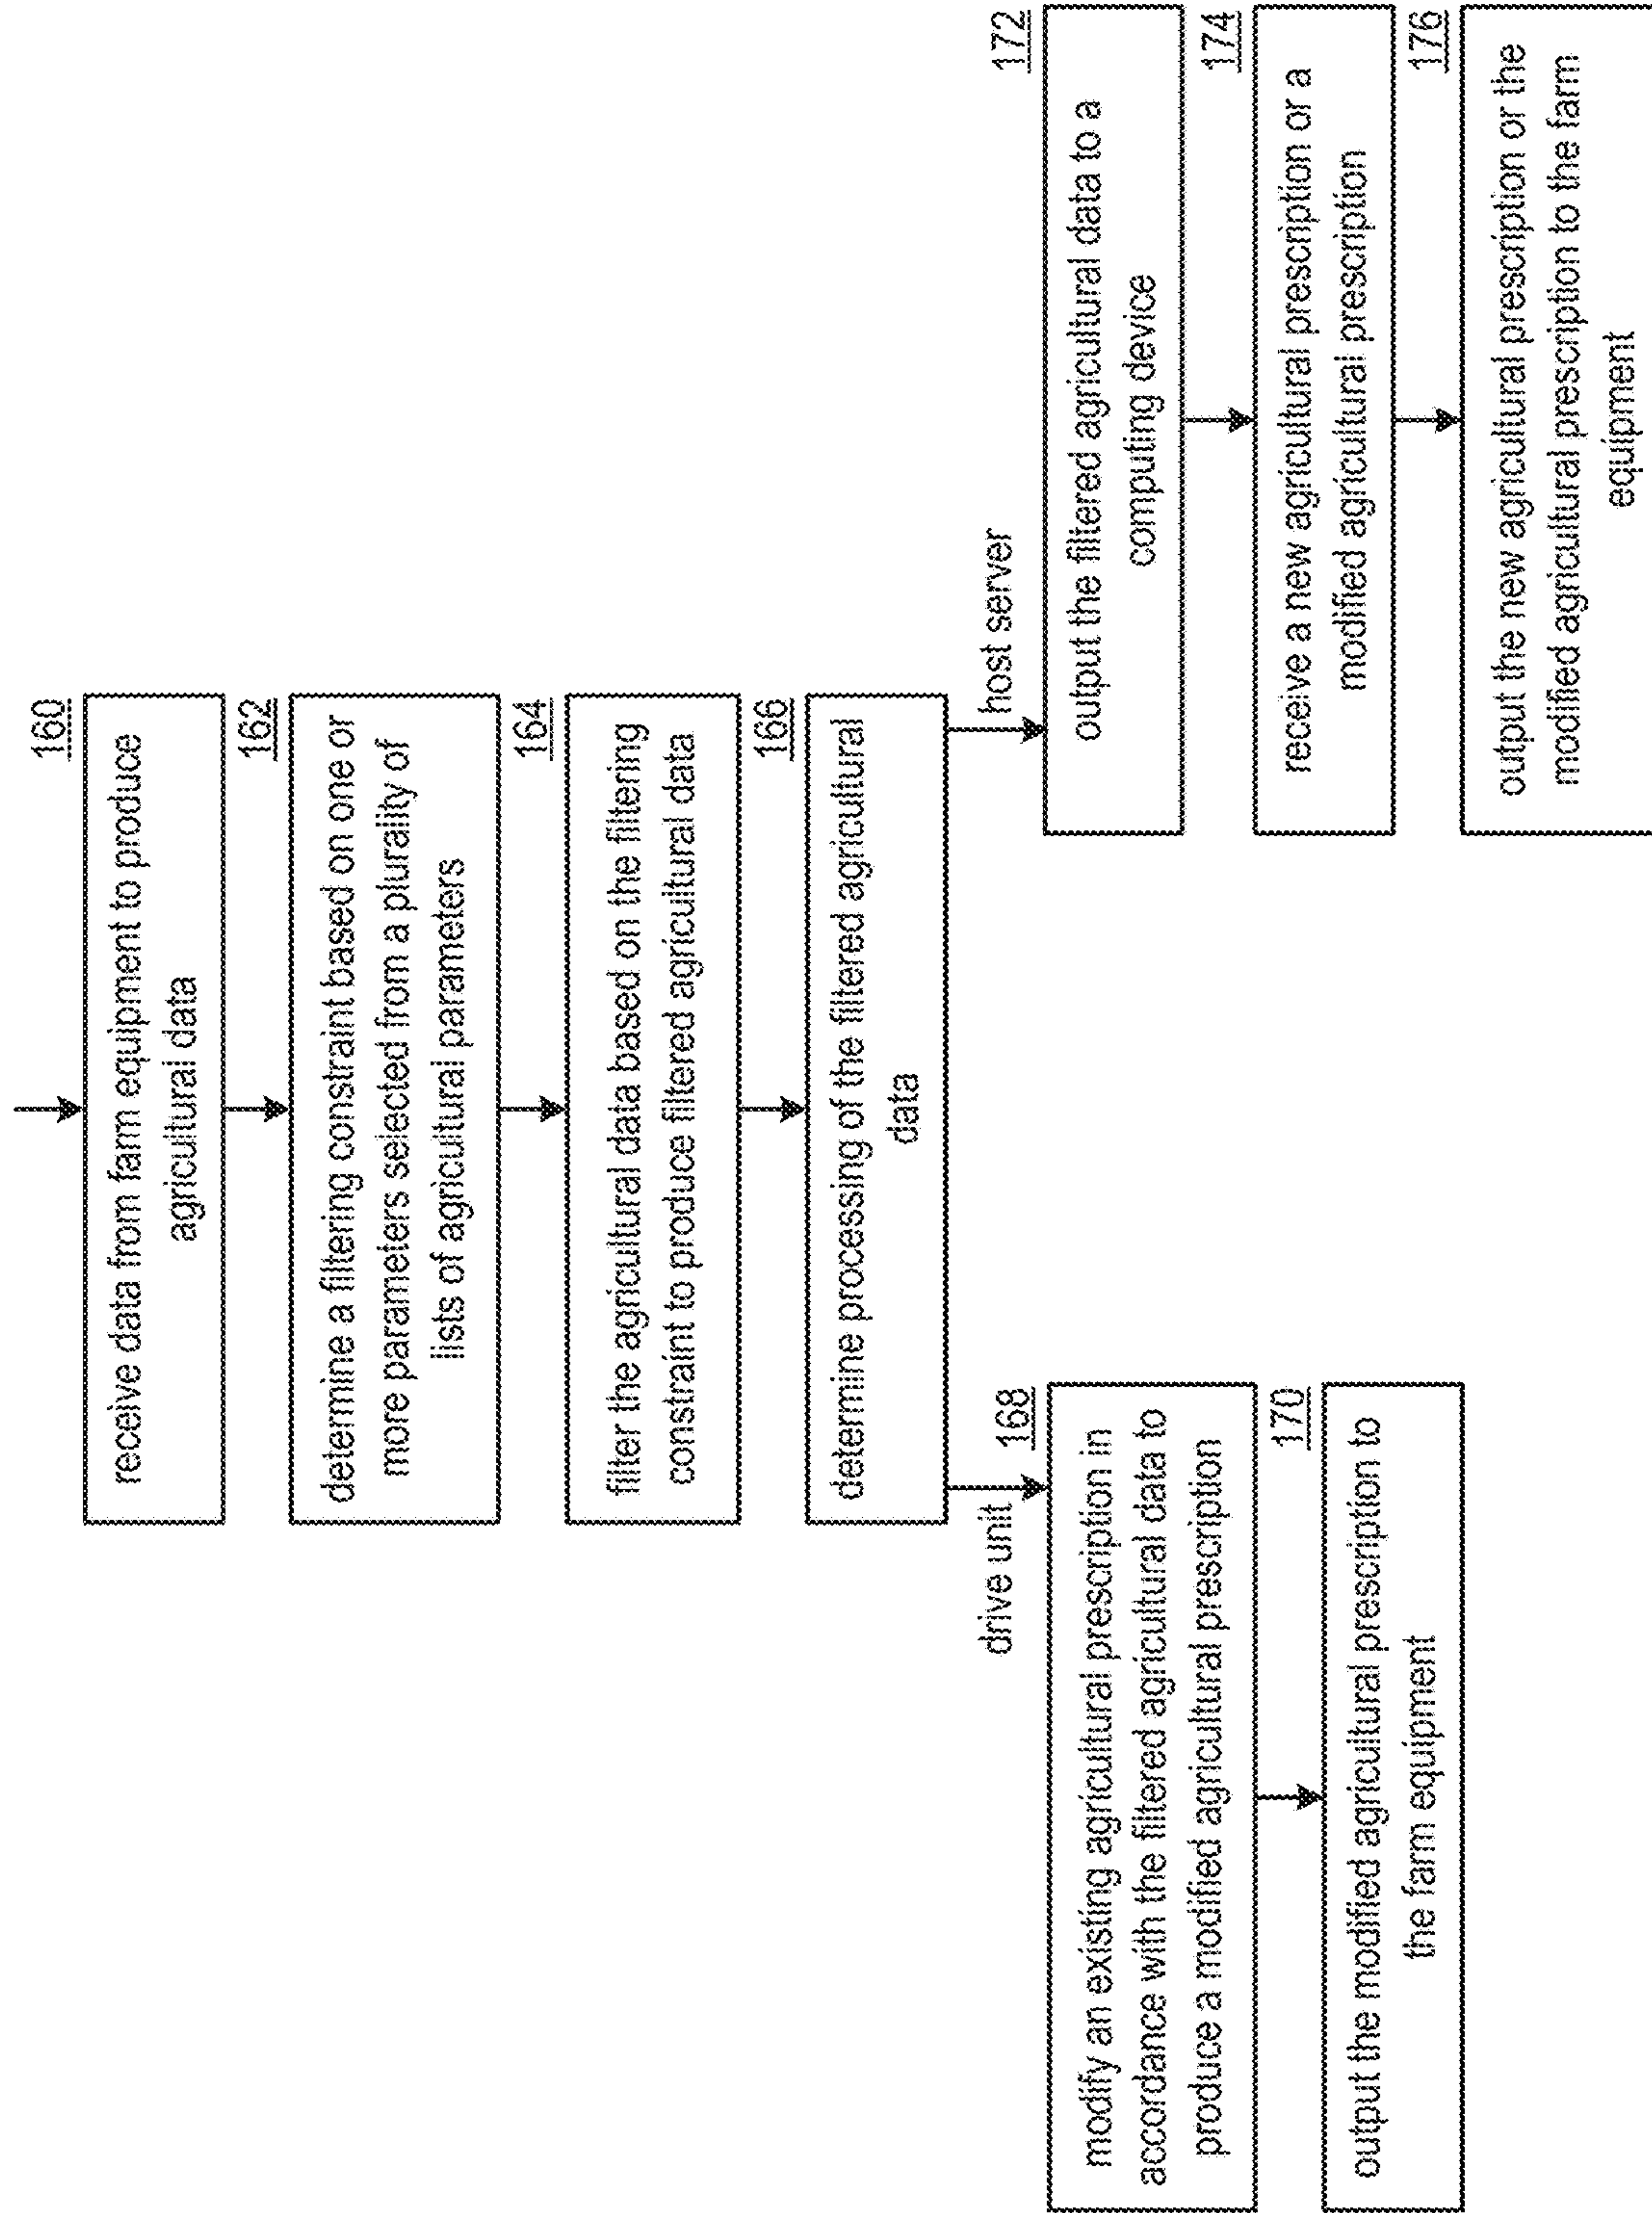 160
receive data from farm equipment to produce
agricultural data
162
determine a filtering constraint based on one or
more parameters selected from a plurality of
lists of agricultural parameters
164
filter the agricultural data based on the filtering
constraint to produce filtered agricultural data
166
determine processing of the filtered agricultural
data
drive unit
168
modify an existing agricultural prescription in
accordance with the filtered agricultural data to
produce a modified agricultural prescription
170
output the modified agricultural prescription to
the farm equipment
host server
172
output the filtered agricultural data to a
computing device
174
receive a new agricultural prescription or a
modified agricultural prescription
176
output the new agricultural prescription or the
modified agricultural prescription to the farm
equipment